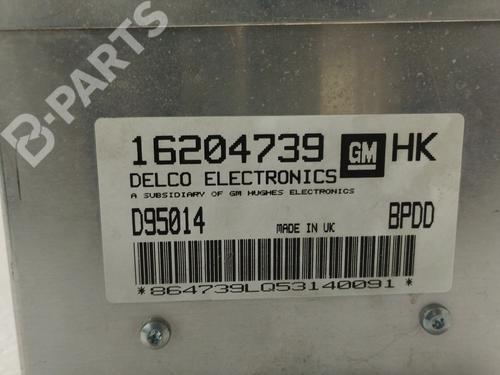 B-PARTS
16204739 GM HK
DELCO ELECTRONICS
A SUBSIDIARY OF GM HUGHES ELECTRONICS
D95014 MADE IN UK BPDD
*864739LQ53140091*